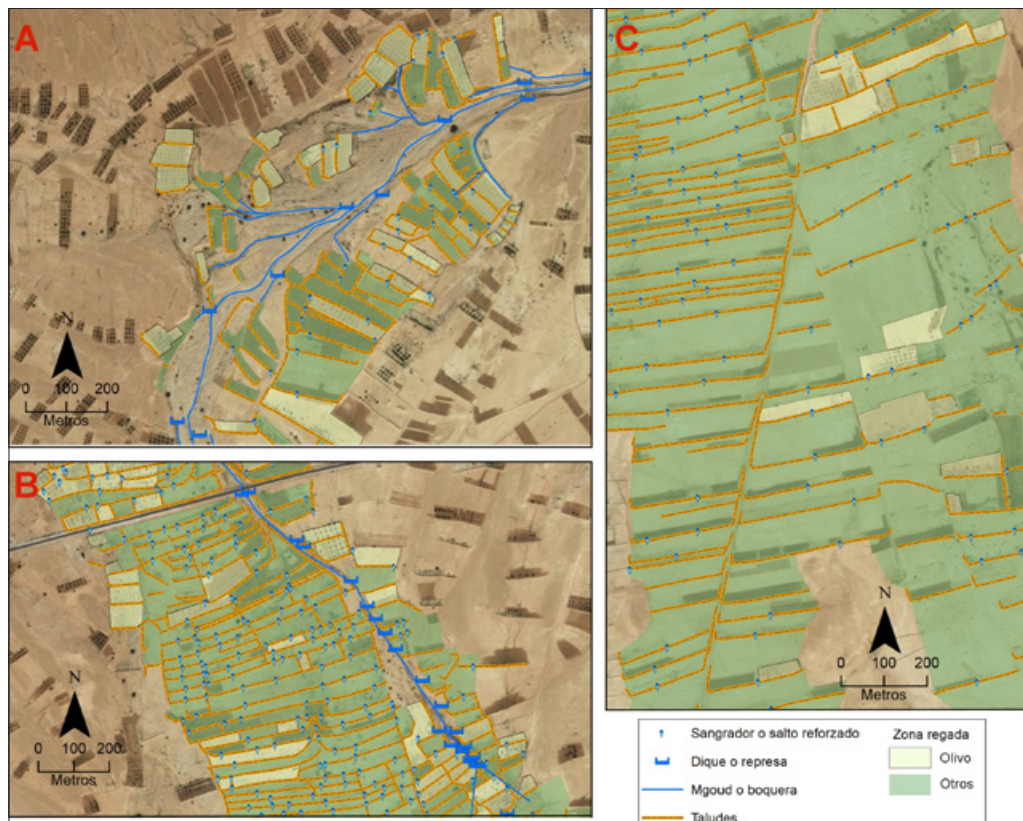 A
N
0 100 200
Metros
B
N
0 100 200
Metros
C
N
0 100 200
Metros
Sangrador o salto reforzado
Dique o represa
Mgoud o boquera
Taludes
Zona regada
Olivo
Otros